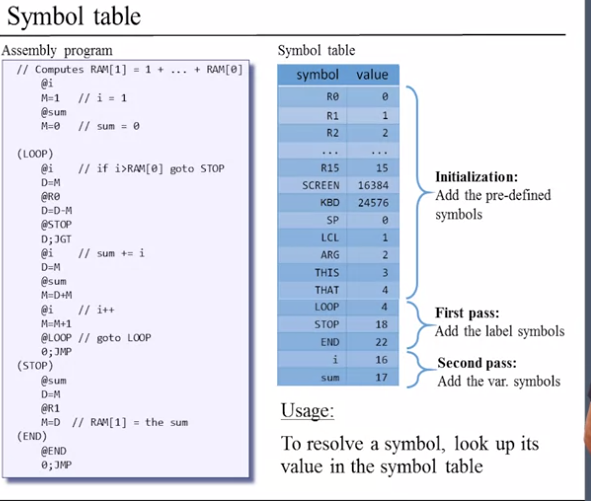 Symbol table
Assembly program
// Computes RAM[1] = 1 + ... + RAM[0]
@i
M=1 // i = 1
@sum
M=0 // sum = 0
(LOOP)
@i // if i>RAM[0] goto STOP
D=M
@R0
D=D-M
@STOP
D;JGT
@i // sum += i
D=M
@sum
M=D+M
@i // i++
M=M+1
@LOOP // goto LOOP
0;JMP
(STOP)
@sum
D=M
@R1
M=D // RAM[1] = the sum
(END)
@END
0;JMP
Symbol table
symbol value
R0 0
R1 1
R2 2
... ...
R15 15
SCREEN 16384
KBD 24576
SP 0
LCL 1
ARG 2
THIS 3
THAT 4
LOOP 4
STOP 18
END 22
i 16
sum 17
Initialization:
Add the pre-defined
symbols
First pass:
Add the label symbols
Second pass:
Add the var. symbols
Usage:
To resolve a symbol, look up its
value in the symbol table